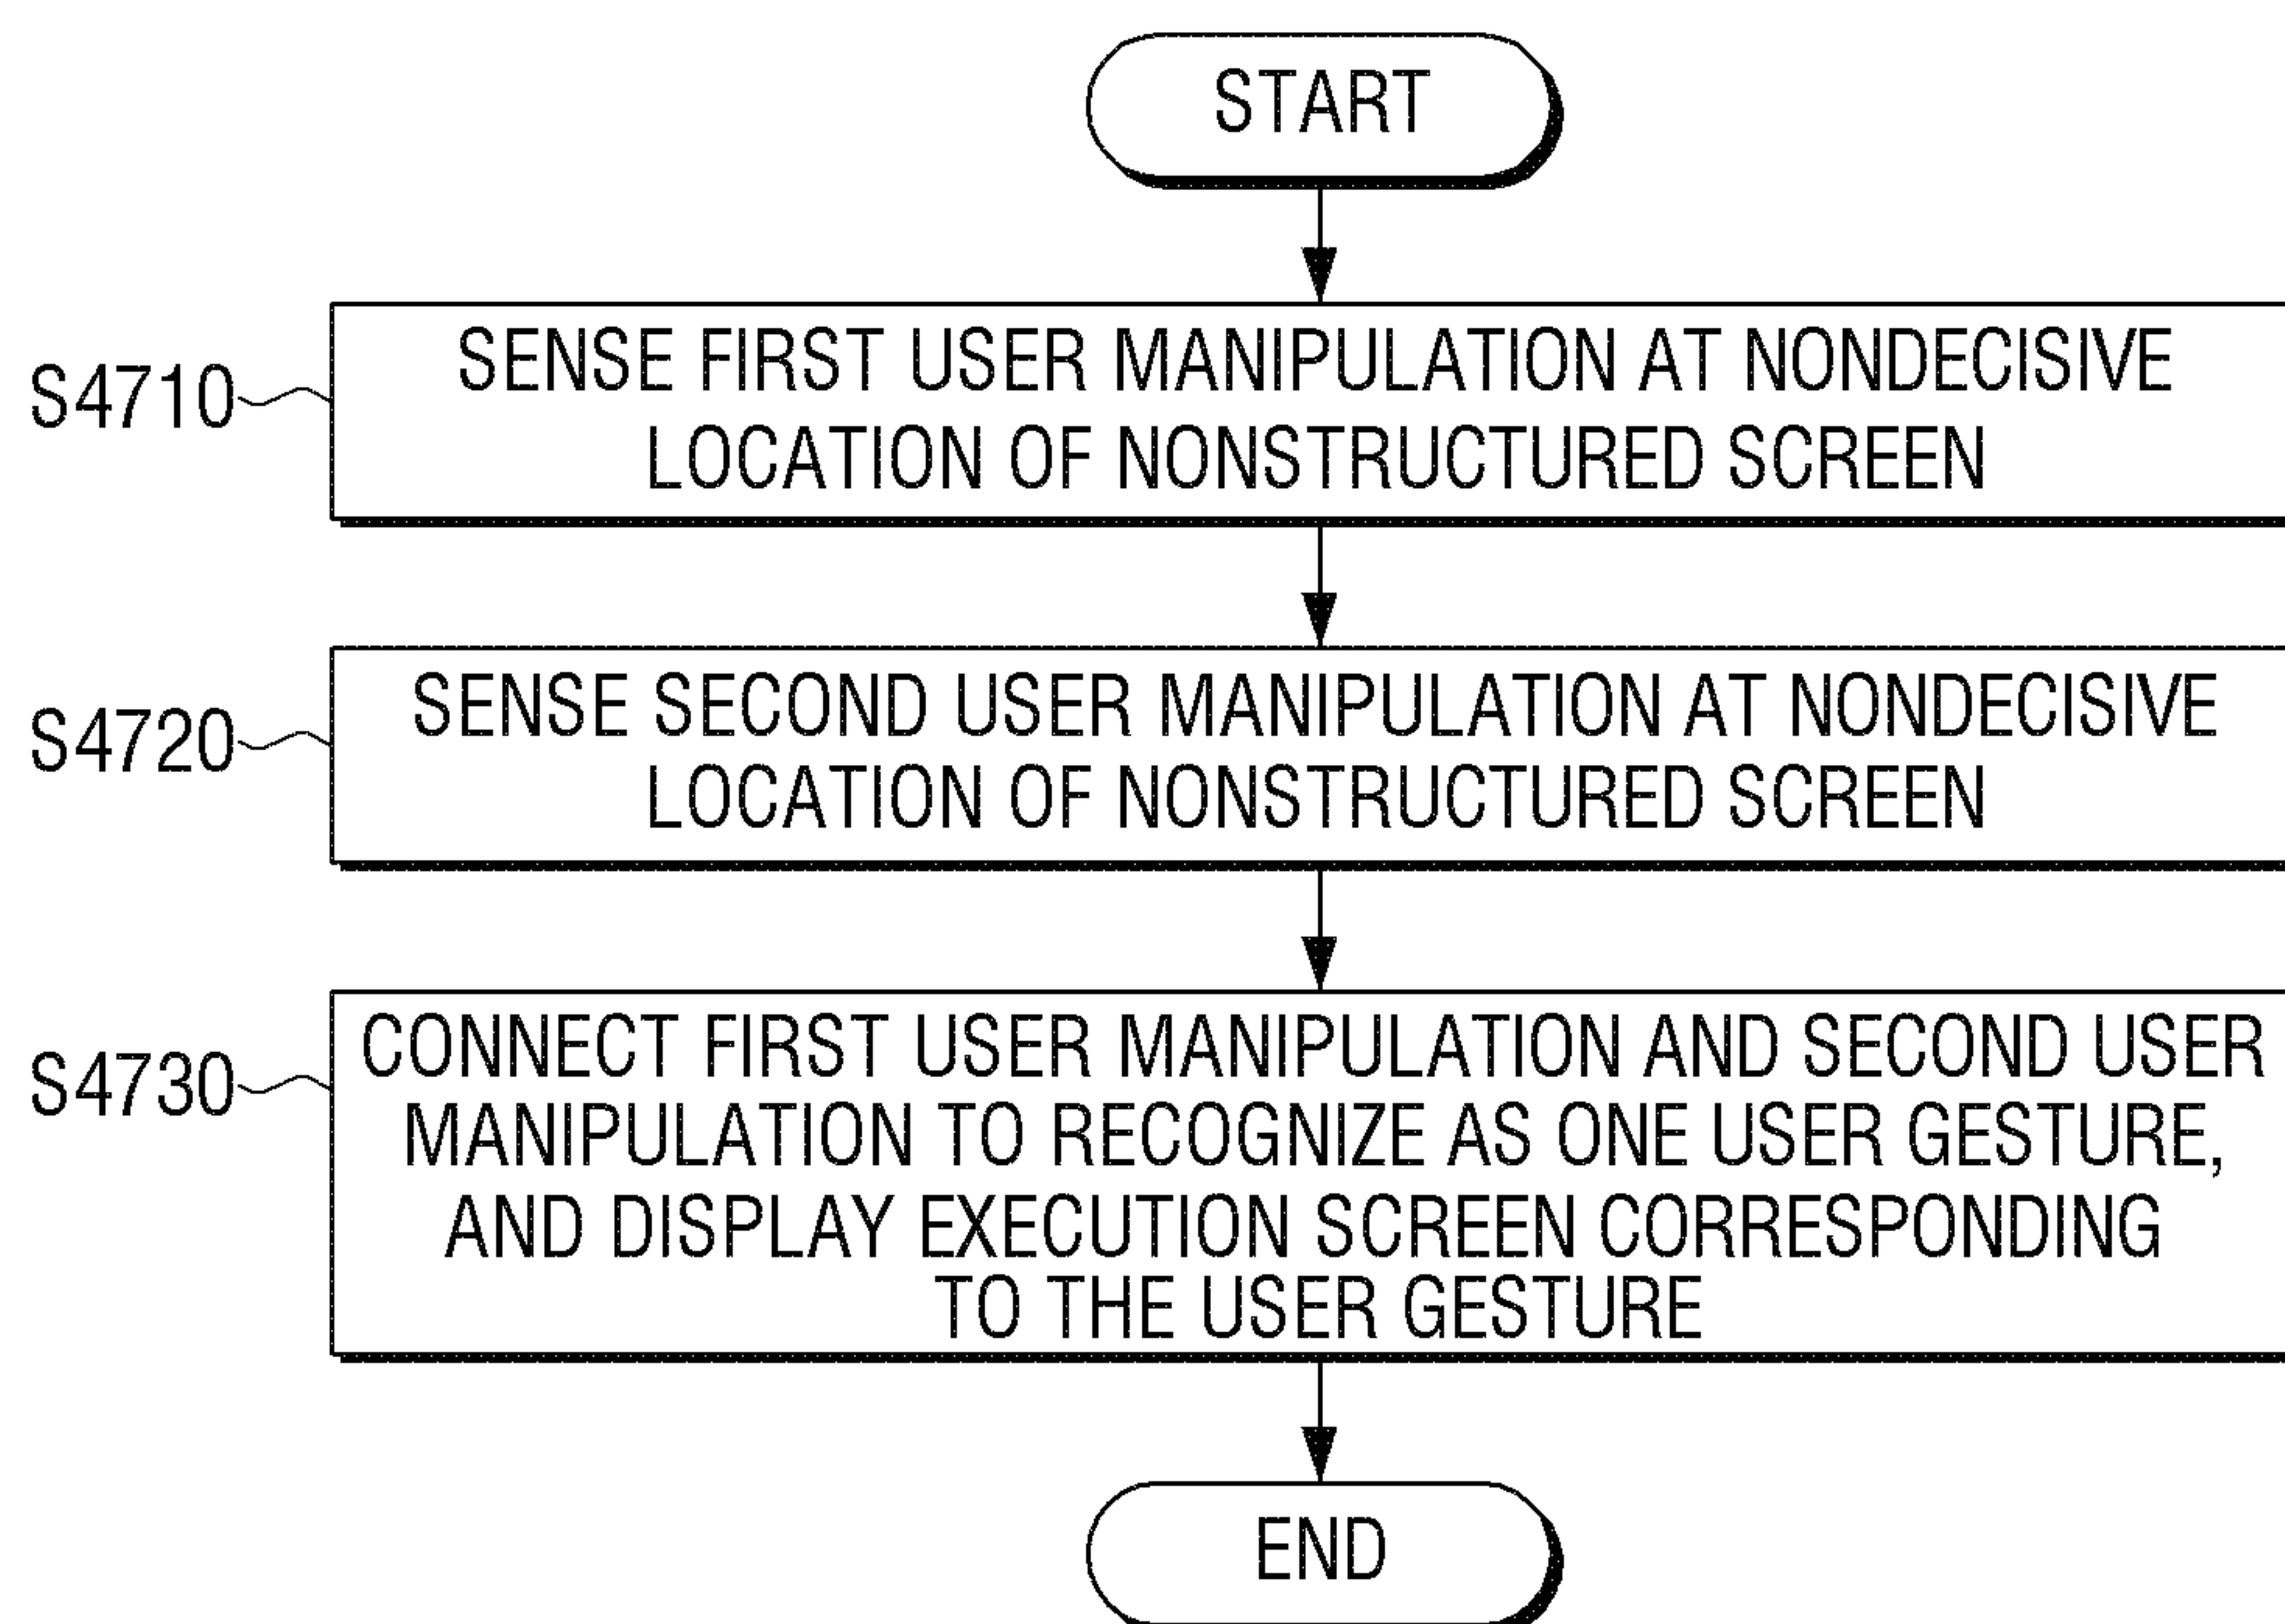 START
S4710
SENSE FIRST USER MANIPULATION AT NONDECISIVE
LOCATION OF NONSTRUCTURED SCREEN
S4720
SENSE SECOND USER MANIPULATION AT NONDECISIVE
LOCATION OF NONSTRUCTURED SCREEN
S4730
CONNECT FIRST USER MANIPULATION AND SECOND USER
MANIPULATION TO RECOGNIZE AS ONE USER GESTURE,
AND DISPLAY EXECUTION SCREEN CORRESPONDING
TO THE USER GESTURE
END